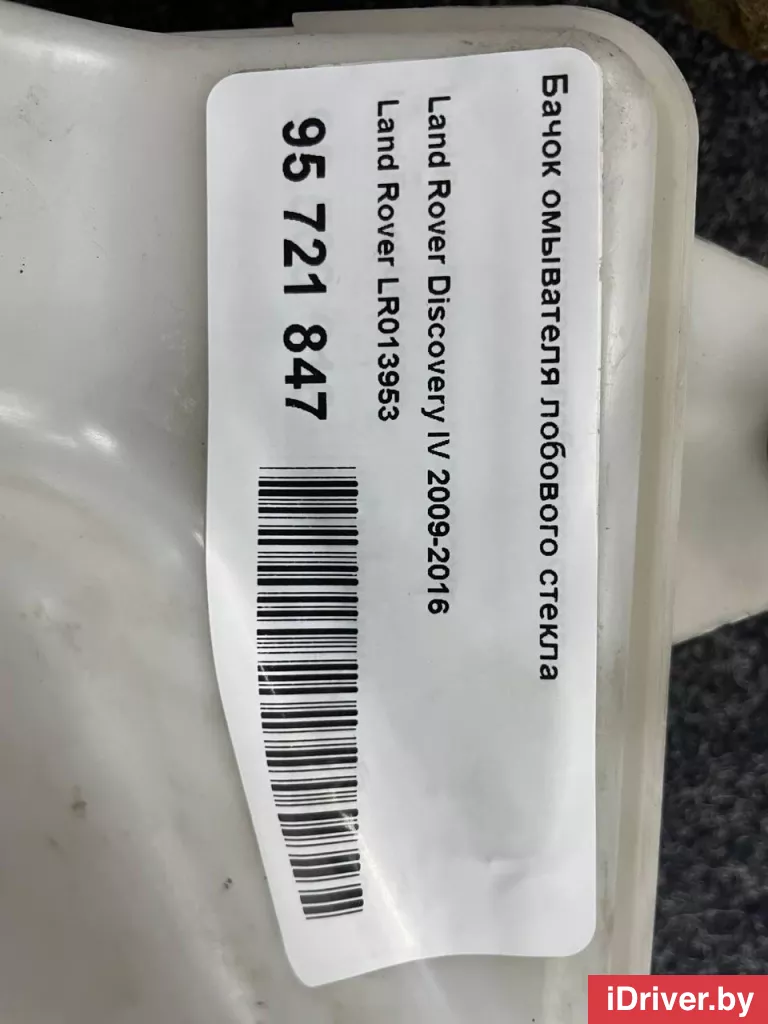 Бачок омывателя лобового стекла
Land Rover Discovery IV 2009-2016
Land Rover LR013953
95 721 847
iDriver.by